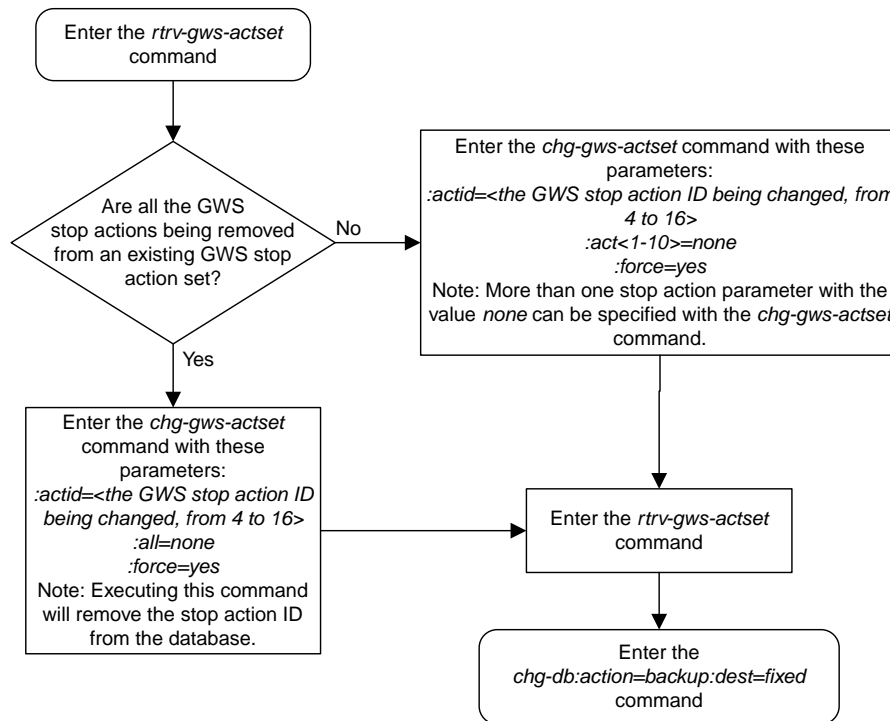 Enter the rtrv-gws-actset
command
Are all the GWS
stop actions being removed
from an existing GWS stop
action set?
No
Enter the chg-gws-actset command with these
parameters:
:actid=<the GWS stop action ID being changed, from
4 to 16>
:act<1-10>=none
:force=yes
Note: More than one stop action parameter with the
value none can be specified with the chg-gws-actset
command.
Yes
Enter the chg-gws-actset
command with these
parameters:
:actid=<the GWS stop action ID
being changed, from 4 to 16>
:all=none
:force=yes
Note: Executing this command
will remove the stop action ID
from the database.
Enter the rtrv-gws-actset
command
Enter the
chg-db:action=backup:dest=fixed
command